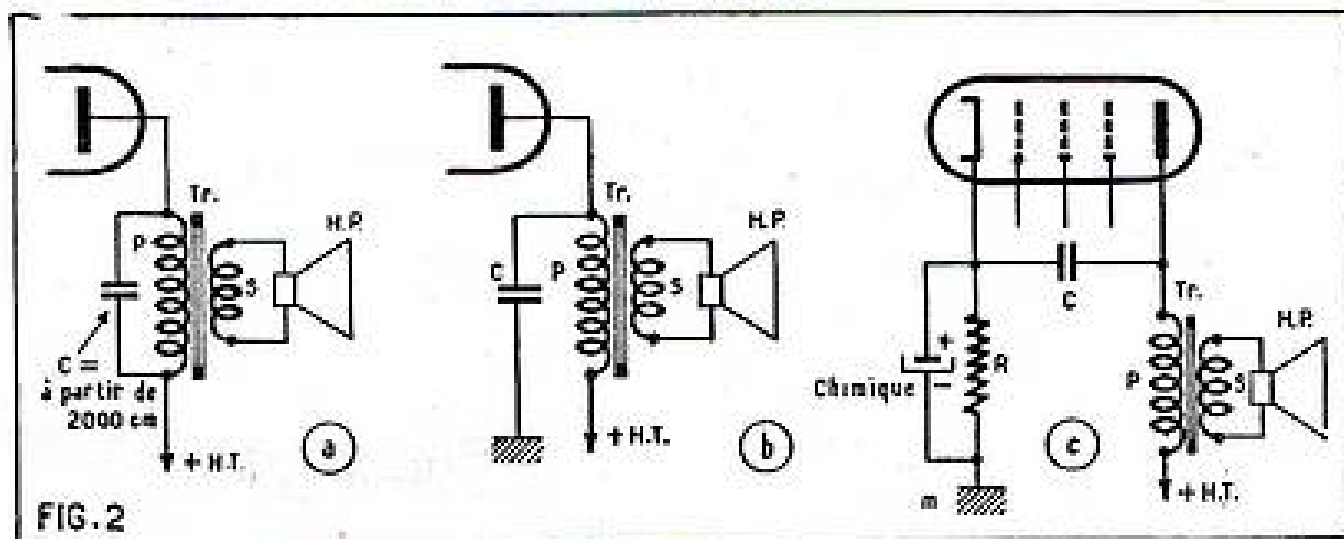 Tr.
P
S
H.P.
C =
à partir de
2000 cm
+ H.T.
a
Tr.
C
P
S
H.P.
+ H.T.
b
C
Tr.
H.P.
+
-
Chimique
R
P
S
m
+ H.T.
c
FIG. 2